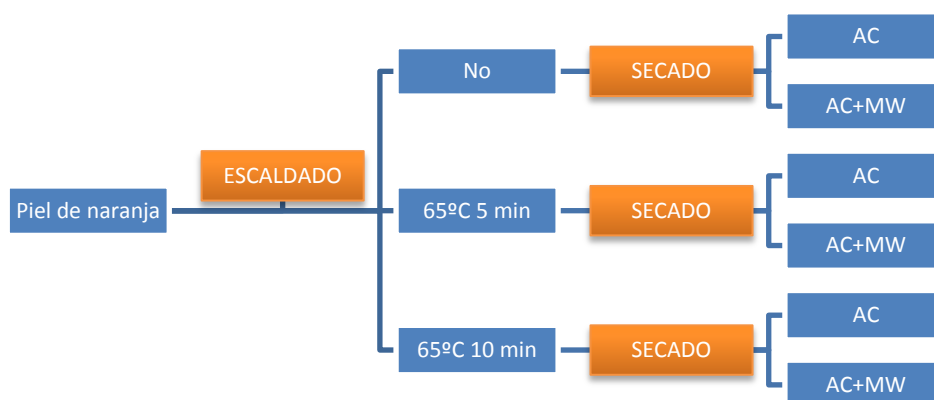 Piel de naranja
ESCALDADO
No
SECADO
AC
AC+MW
65ºC 5 min
SECADO
AC
AC+MW
65ºC 10 min
SECADO
AC
AC+MW